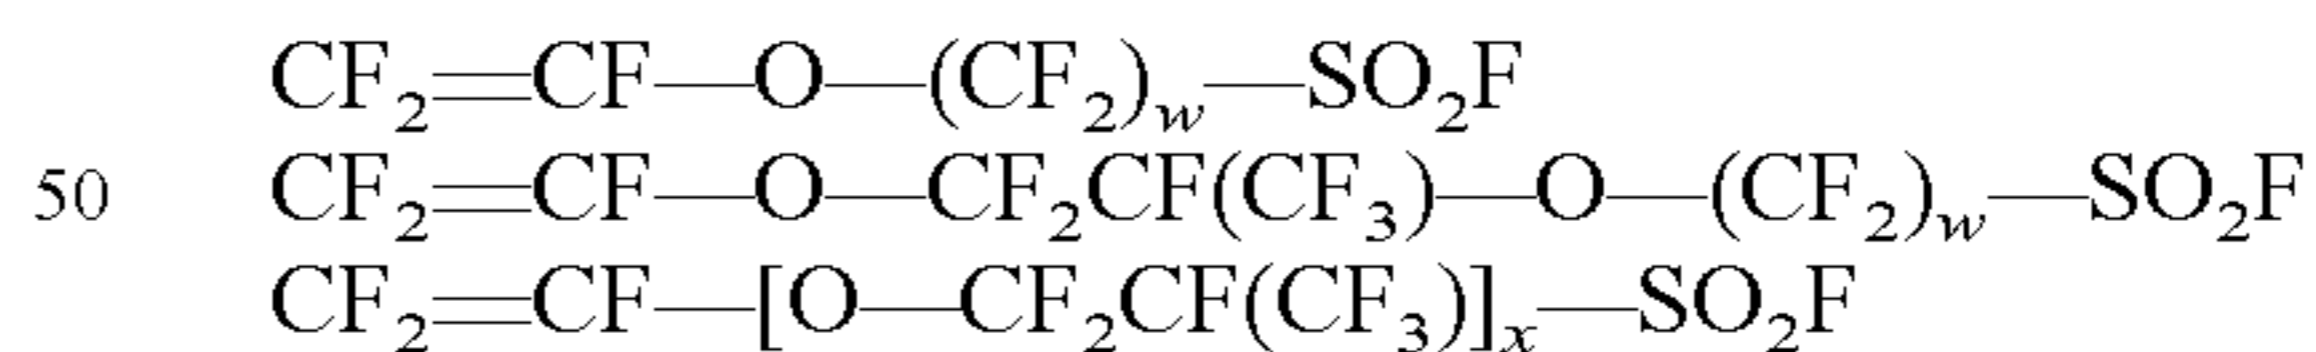 CF₂═CF—O—(CF₂)w—SO₂F
50 CF₂═CF—O—CF₂CF(CF₃)—O—(CF₂)w—SO₂F
CF₂═CF—[O—CF₂CF(CF₃)]x—SO₂F